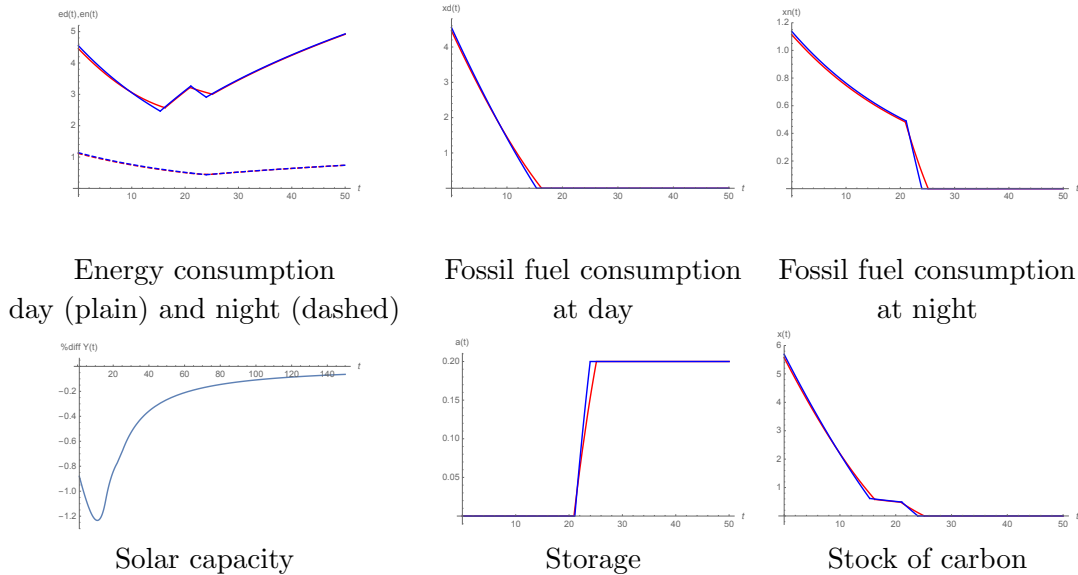 ed(t),en(t)
5
4
3
2
1
10 20 30 40 50 t
xd(t)
4
3
2
1
10 20 30 40 50 t
xn(t)
1.2
1.0
0.8
0.6
0.4
0.2
10 20 30 40 50 t
Energy consumption
day (plain) and night (dashed)
Fossil fuel consumption
at day
Fossil fuel consumption
at night
%diff Y(t)
20 40 60 80 100 120 140 t
-0.2
-0.4
-0.6
-0.8
-1.0
-1.2
a(t)
0.20
0.15
0.10
0.05
10 20 30 40 50 t
x(t)
6
5
4
3
2
1
10 20 30 40 50 t
Solar capacity
Storage
Stock of carbon